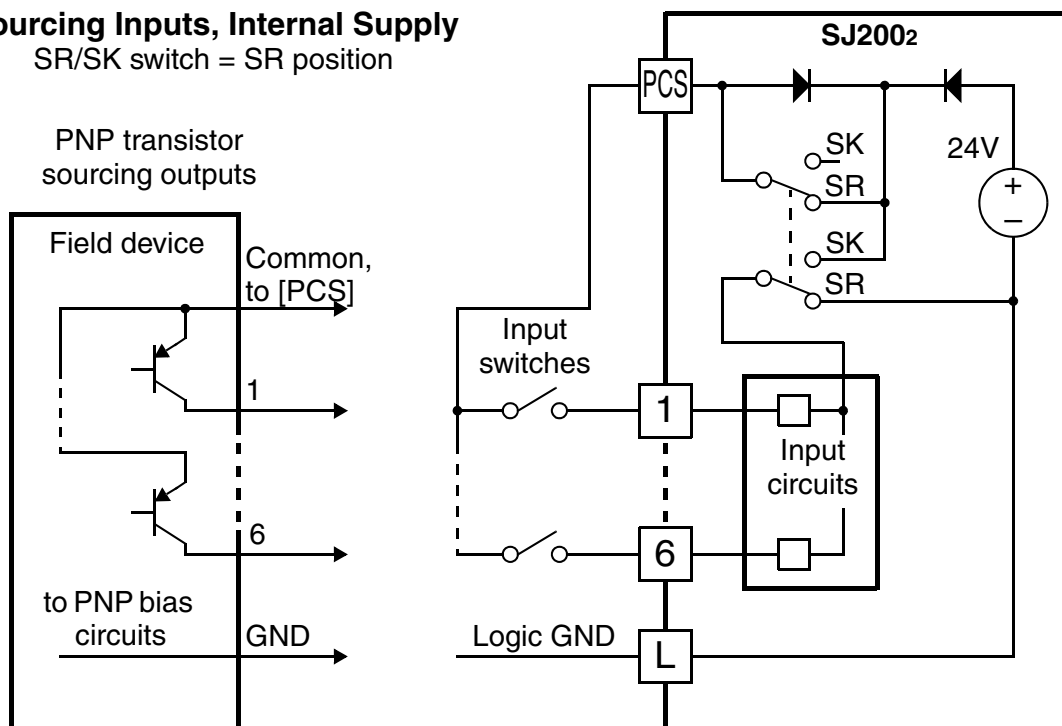 ourcing Inputs, Internal Supply
SR/SK switch = SR position
SJ2002
PCS
PNP transistor
sourcing outputs
SK
24V
SR
+
–
Field device
Common,
to [PCS]
SK
SR
Input
switches
1
1
Input
circuits
6
6
to PNP bias
circuits
GND
Logic GND
L